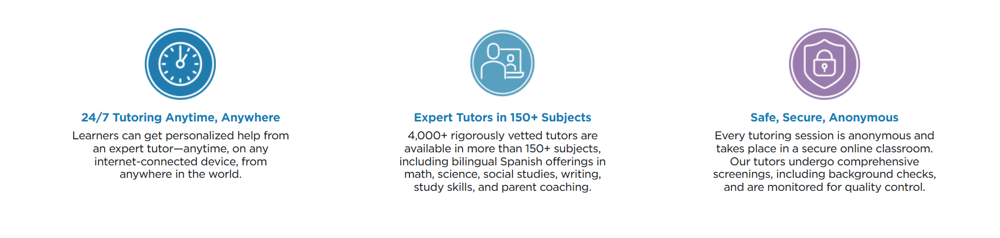 24/7 Tutoring Anytime, Anywhere
Learners can get personalized help from
an expert tutor—anytime, on any
internet-connected device, from
anywhere in the world.
Expert Tutors in 150+ Subjects
4,000+ rigorously vetted tutors are
available in more than 150+ subjects,
including bilingual Spanish offerings in
math, science, social studies, writing,
study skills, and parent coaching.
Safe, Secure, Anonymous
Every tutoring session is anonymous and
takes place in a secure online classroom.
Our tutors undergo comprehensive
screenings, including background checks,
and are monitored for quality control.